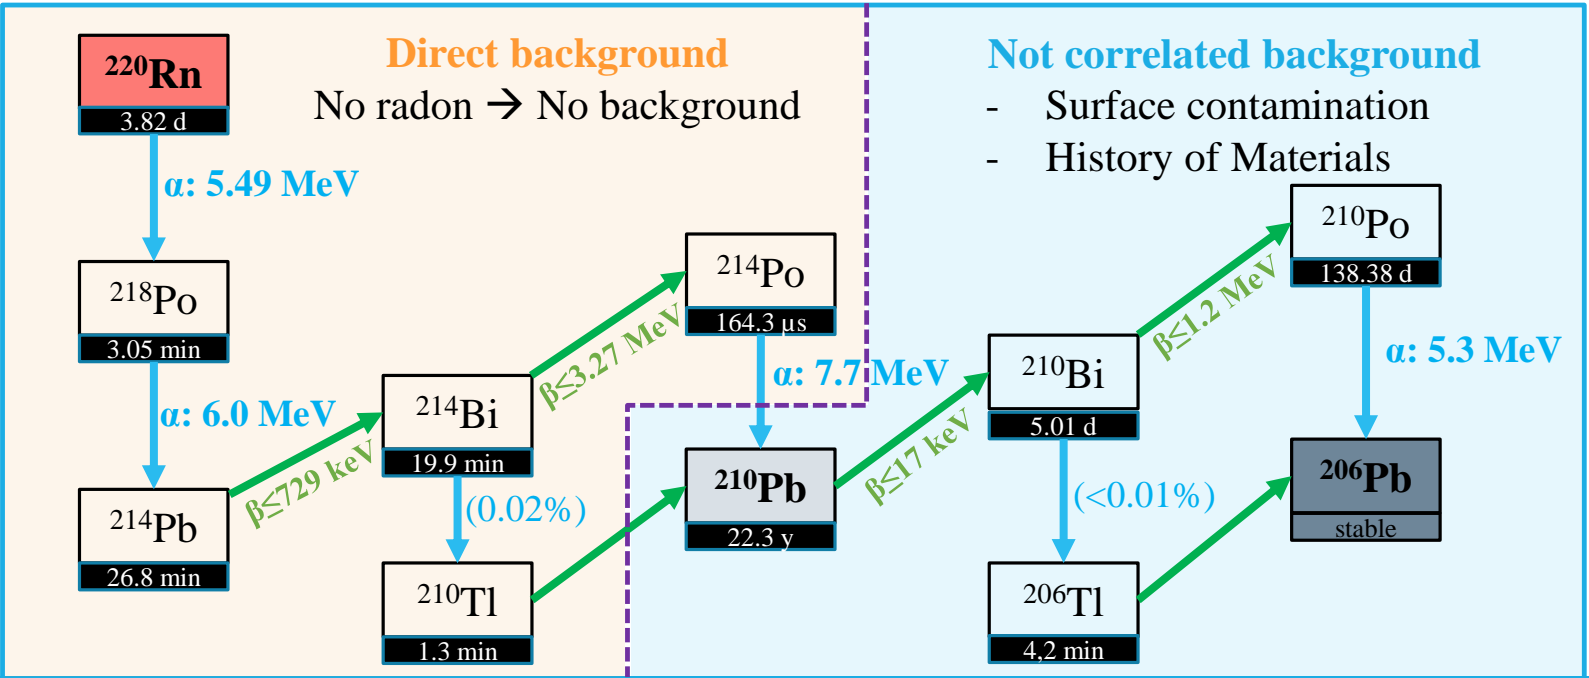 Direct background
No radon → No background
Not correlated background
- Surface contamination
- History of Materials
²²⁰Rn
3.82 d
α: 5.49 MeV
²¹⁸Po
3.05 min
α: 6.0 MeV
²¹⁴Pb
26.8 min
β≤729 keV
²¹⁴Bi
19.9 min
(0.02%)
²¹⁰Tl
1.3 min
β≤3.27 MeV
²¹⁴Po
164.3 µs
α: 7.7 MeV
²¹⁰Pb
22.3 y
β≤17 keV
²¹⁰Bi
5.01 d
(<0.01%)
²⁰⁶Tl
4,2 min
β≤1.2 MeV
²¹⁰Po
138.38 d
α: 5.3 MeV
²⁰⁶Pb
stable